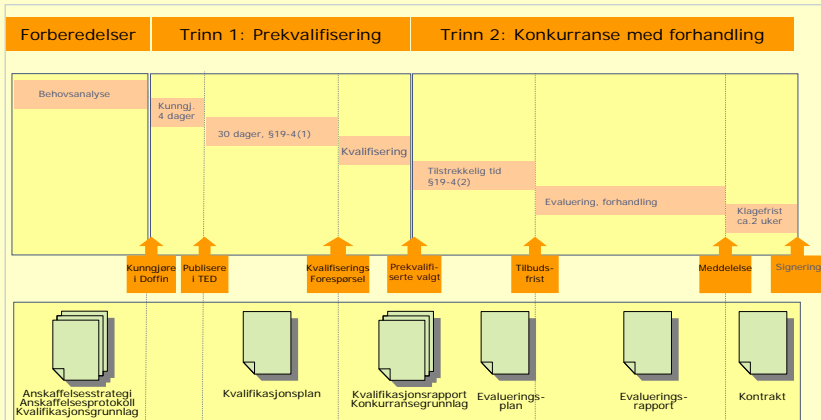 Forberedelser
Trinn 1: Prekvalifisering
Trinn 2: Konkurranse med forhandling
Behovsanalyse
Kunngj.
4 dager
30 dager, §19-4(1)
Kvalifisering
Tilstrekkelig tid
§19-4(2)
Evaluering, forhandling
Klagefrist
ca.2 uker
Kunngjøre
i Doffin
Publisere
i TED
Kvalifiserings
Forespørsel
Prekvalifi-
serte valgt
Tilbuds-
frist
Meddelelse
Signering
Anskaffelsesstrategi
Anskaffelsesprotokoll
Kvalifikasjonsgrunnlag
Kvalifikasjonsplan
Kvalifikasjonsrapport
Konkurransegrunnlag
Evaluerings-
plan
Evaluerings-
rapport
Kontrakt